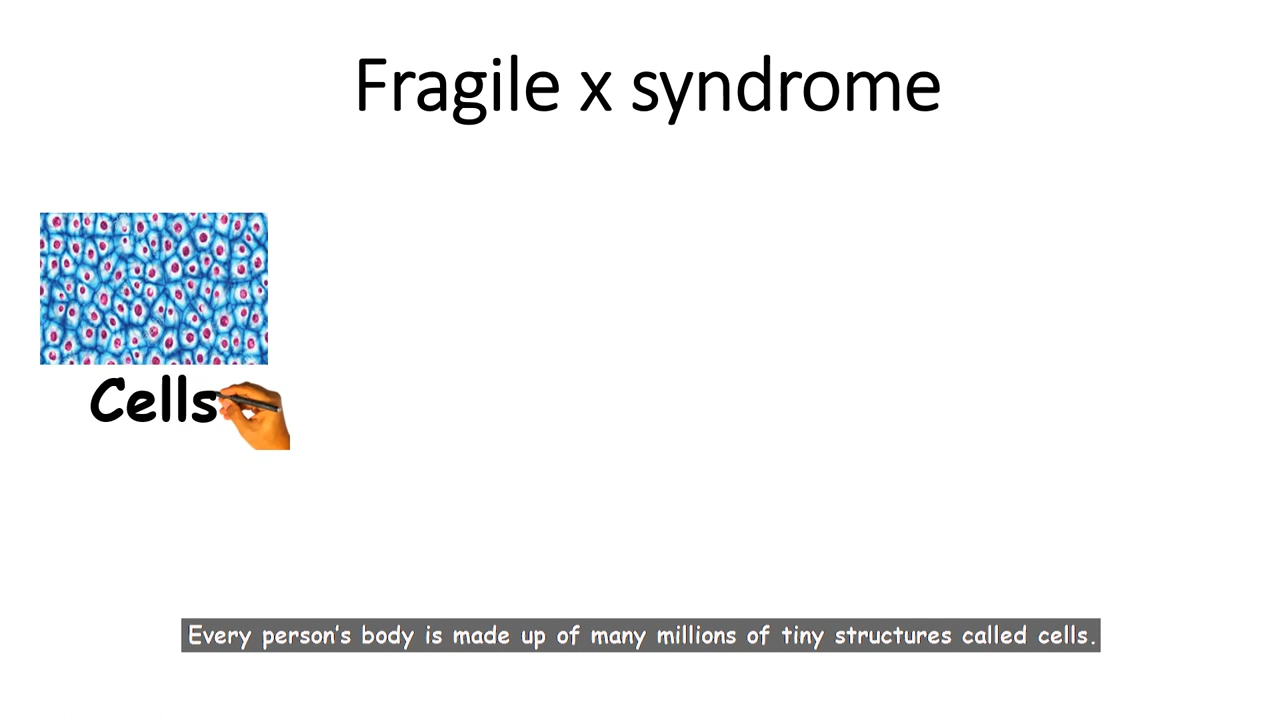 Fragile x syndrome
Cells
Every person's body is made up of many millions of tiny structures called cells.